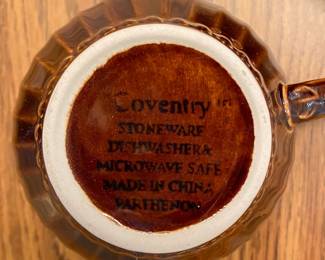 "Coventry"
STONEWARE
DISHWASHER&
MICROWAVE SAFE
MADE IN CHINA
PARTHENON